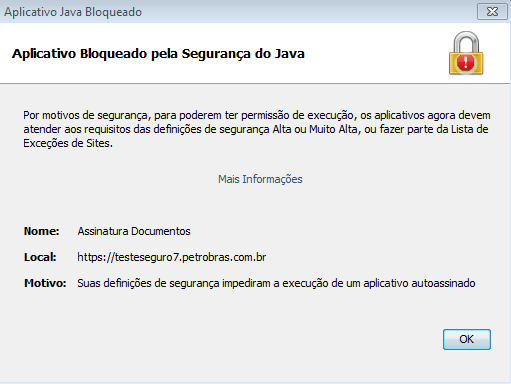 Aplicativo Java Bloqueado
Aplicativo Bloqueado pela Segurança do Java
Por motivos de segurança, para poderem ter permissão de execução, os aplicativos agora devem
atender aos requisitos das definições de segurança Alta ou Muito Alta, ou fazer parte da Lista de
Exceções de Sites.
Mais Informações
Nome: Assinatura Documentos
Local: https://testeseguro7.petrobras.com.br
Motivo: Suas definições de segurança impediram a execução de um aplicativo autoassinado
OK